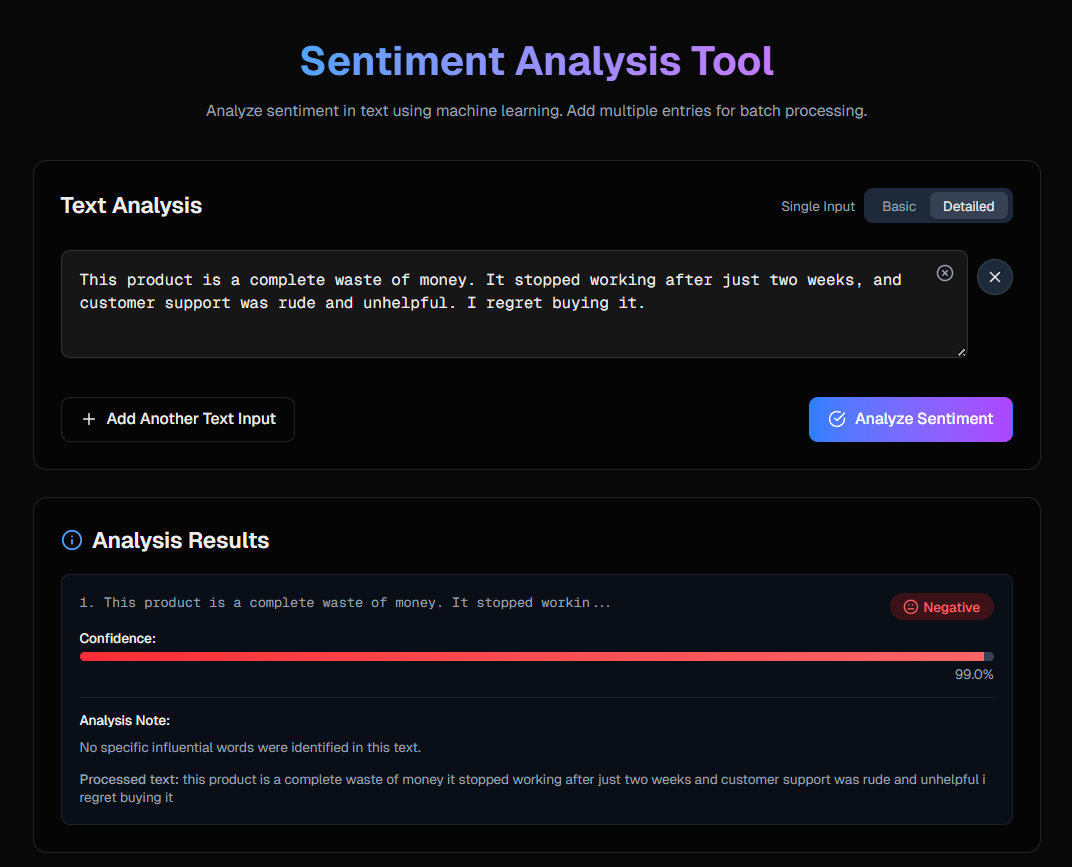 Sentiment Analysis Tool
Analyze sentiment in text using machine learning. Add multiple entries for batch processing.
Text Analysis
Single Input
Basic
Detailed
This product is a complete waste of money. It stopped working after just two weeks, and
customer support was rude and unhelpful. I regret buying it.
Add Another Text Input
Analyze Sentiment
Analysis Results
1. This product is a complete waste of money. It stopped workin...
Negative
Confidence:
99.0%
Analysis Note:
No specific influential words were identified in this text.
Processed text: this product is a complete waste of money it stopped working after just two weeks and customer support was rude and unhelpful i
regret buying it